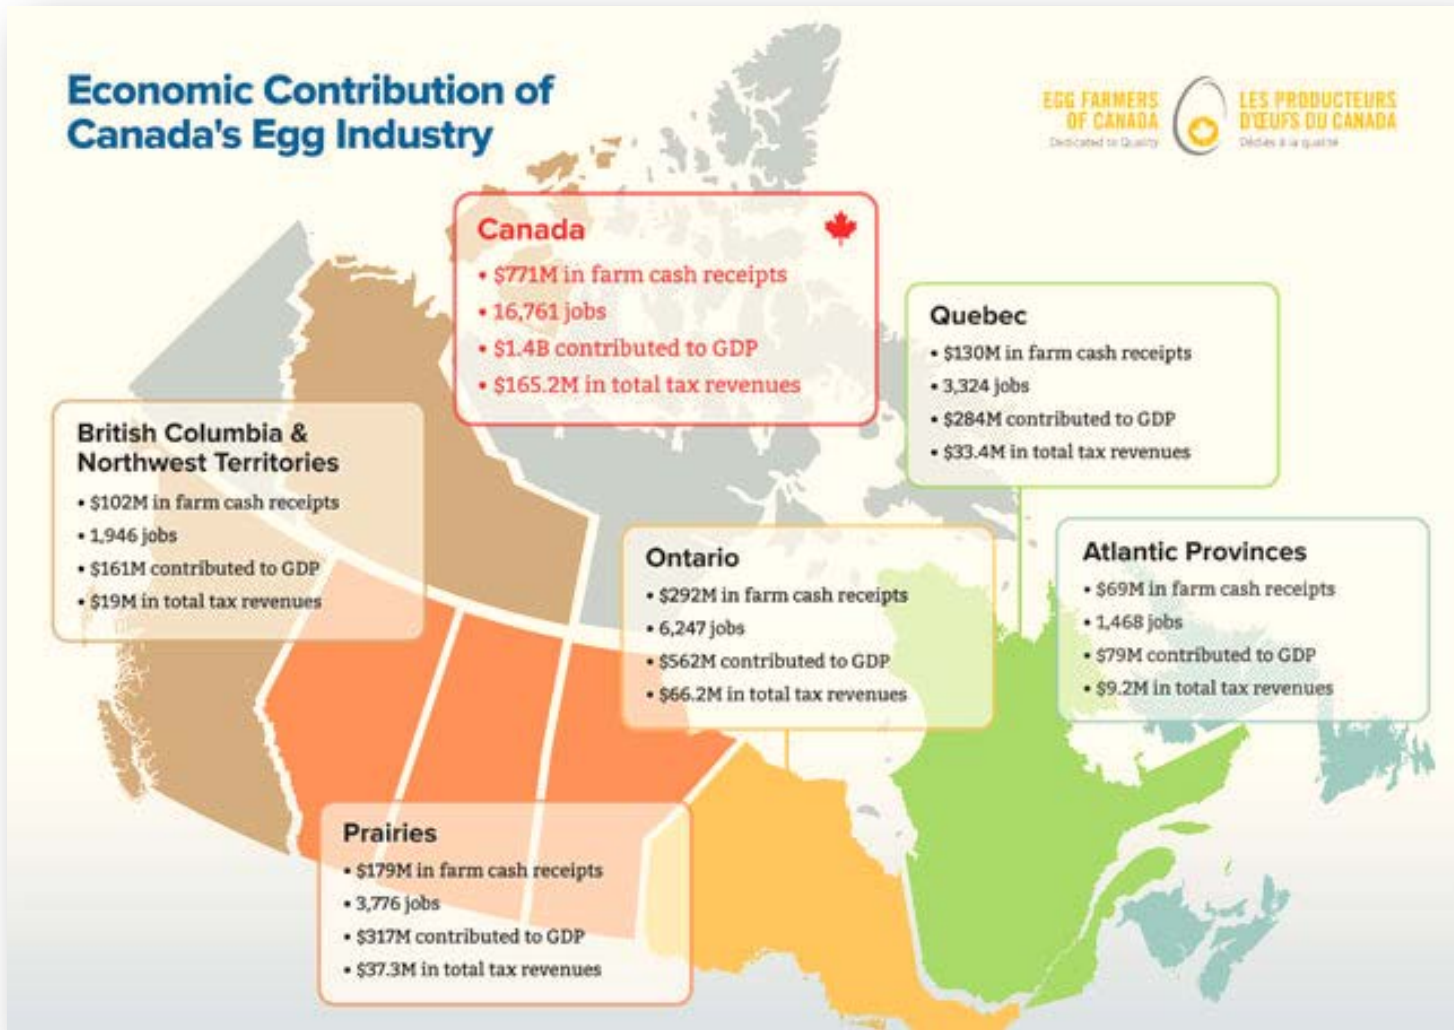 Economic Contribution of
Canada's Egg Industry
EGG FARMERS
OF CANADA
Dedicated to Quality
LES PRODUCTEURS
D'ŒUFS DU CANADA
Dédiés à la qualité
Canada
• $771M in farm cash receipts
• 16,761 jobs
• $1.4B contributed to GDP
• $165.2M in total tax revenues
Quebec
• $130M in farm cash receipts
• 3,324 jobs
• $284M contributed to GDP
• $33.4M in total tax revenues
British Columbia &
Northwest Territories
• $102M in farm cash receipts
• 1,946 jobs
• $161M contributed to GDP
• $19M in total tax revenues
Ontario
• $292M in farm cash receipts
• 6,247 jobs
• $562M contributed to GDP
• $66.2M in total tax revenues
Atlantic Provinces
• $69M in farm cash receipts
• 1,468 jobs
• $79M contributed to GDP
• $9.2M in total tax revenues
Prairies
• $179M in farm cash receipts
• 3,776 jobs
• $317M contributed to GDP
• $37.3M in total tax revenues